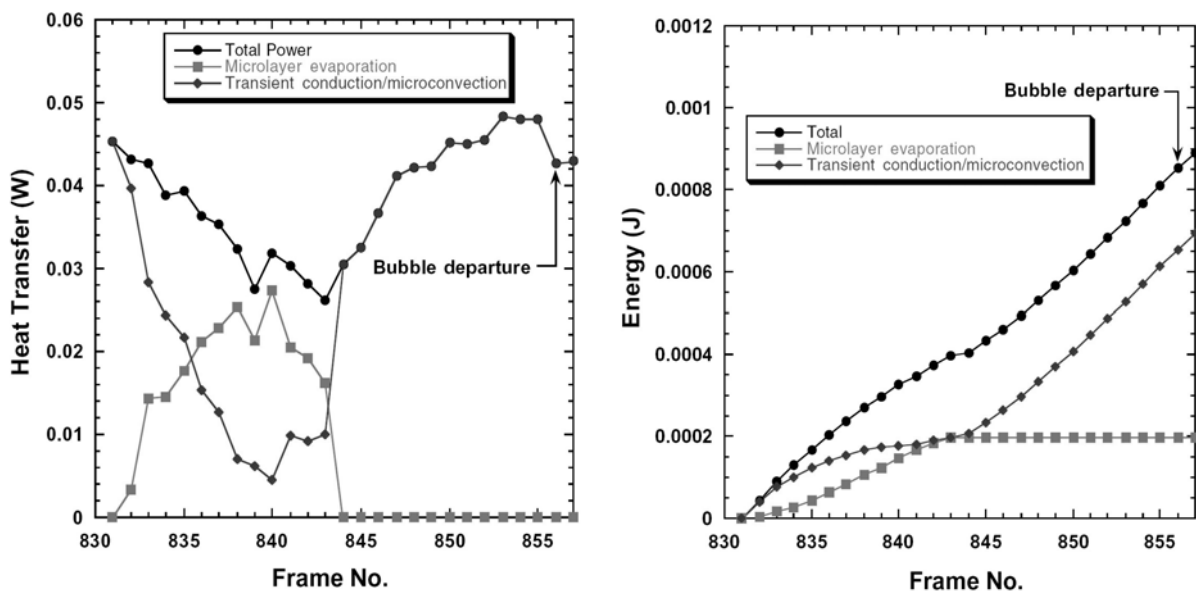 0.06
0.05
0.04
0.03
0.02
0.01
0
Heat Transfer (W)
Total Power
Microlayer evaporation
Transient conduction/microconvection
Bubble departure
830 835 840 845 850 855
Frame No.
0.0012
0.001
0.0008
0.0006
0.0004
0.0002
0
Energy (J)
Bubble departure
Total
Microlayer evaporation
Transient conduction/microconvection
830 835 840 845 850 855
Frame No.